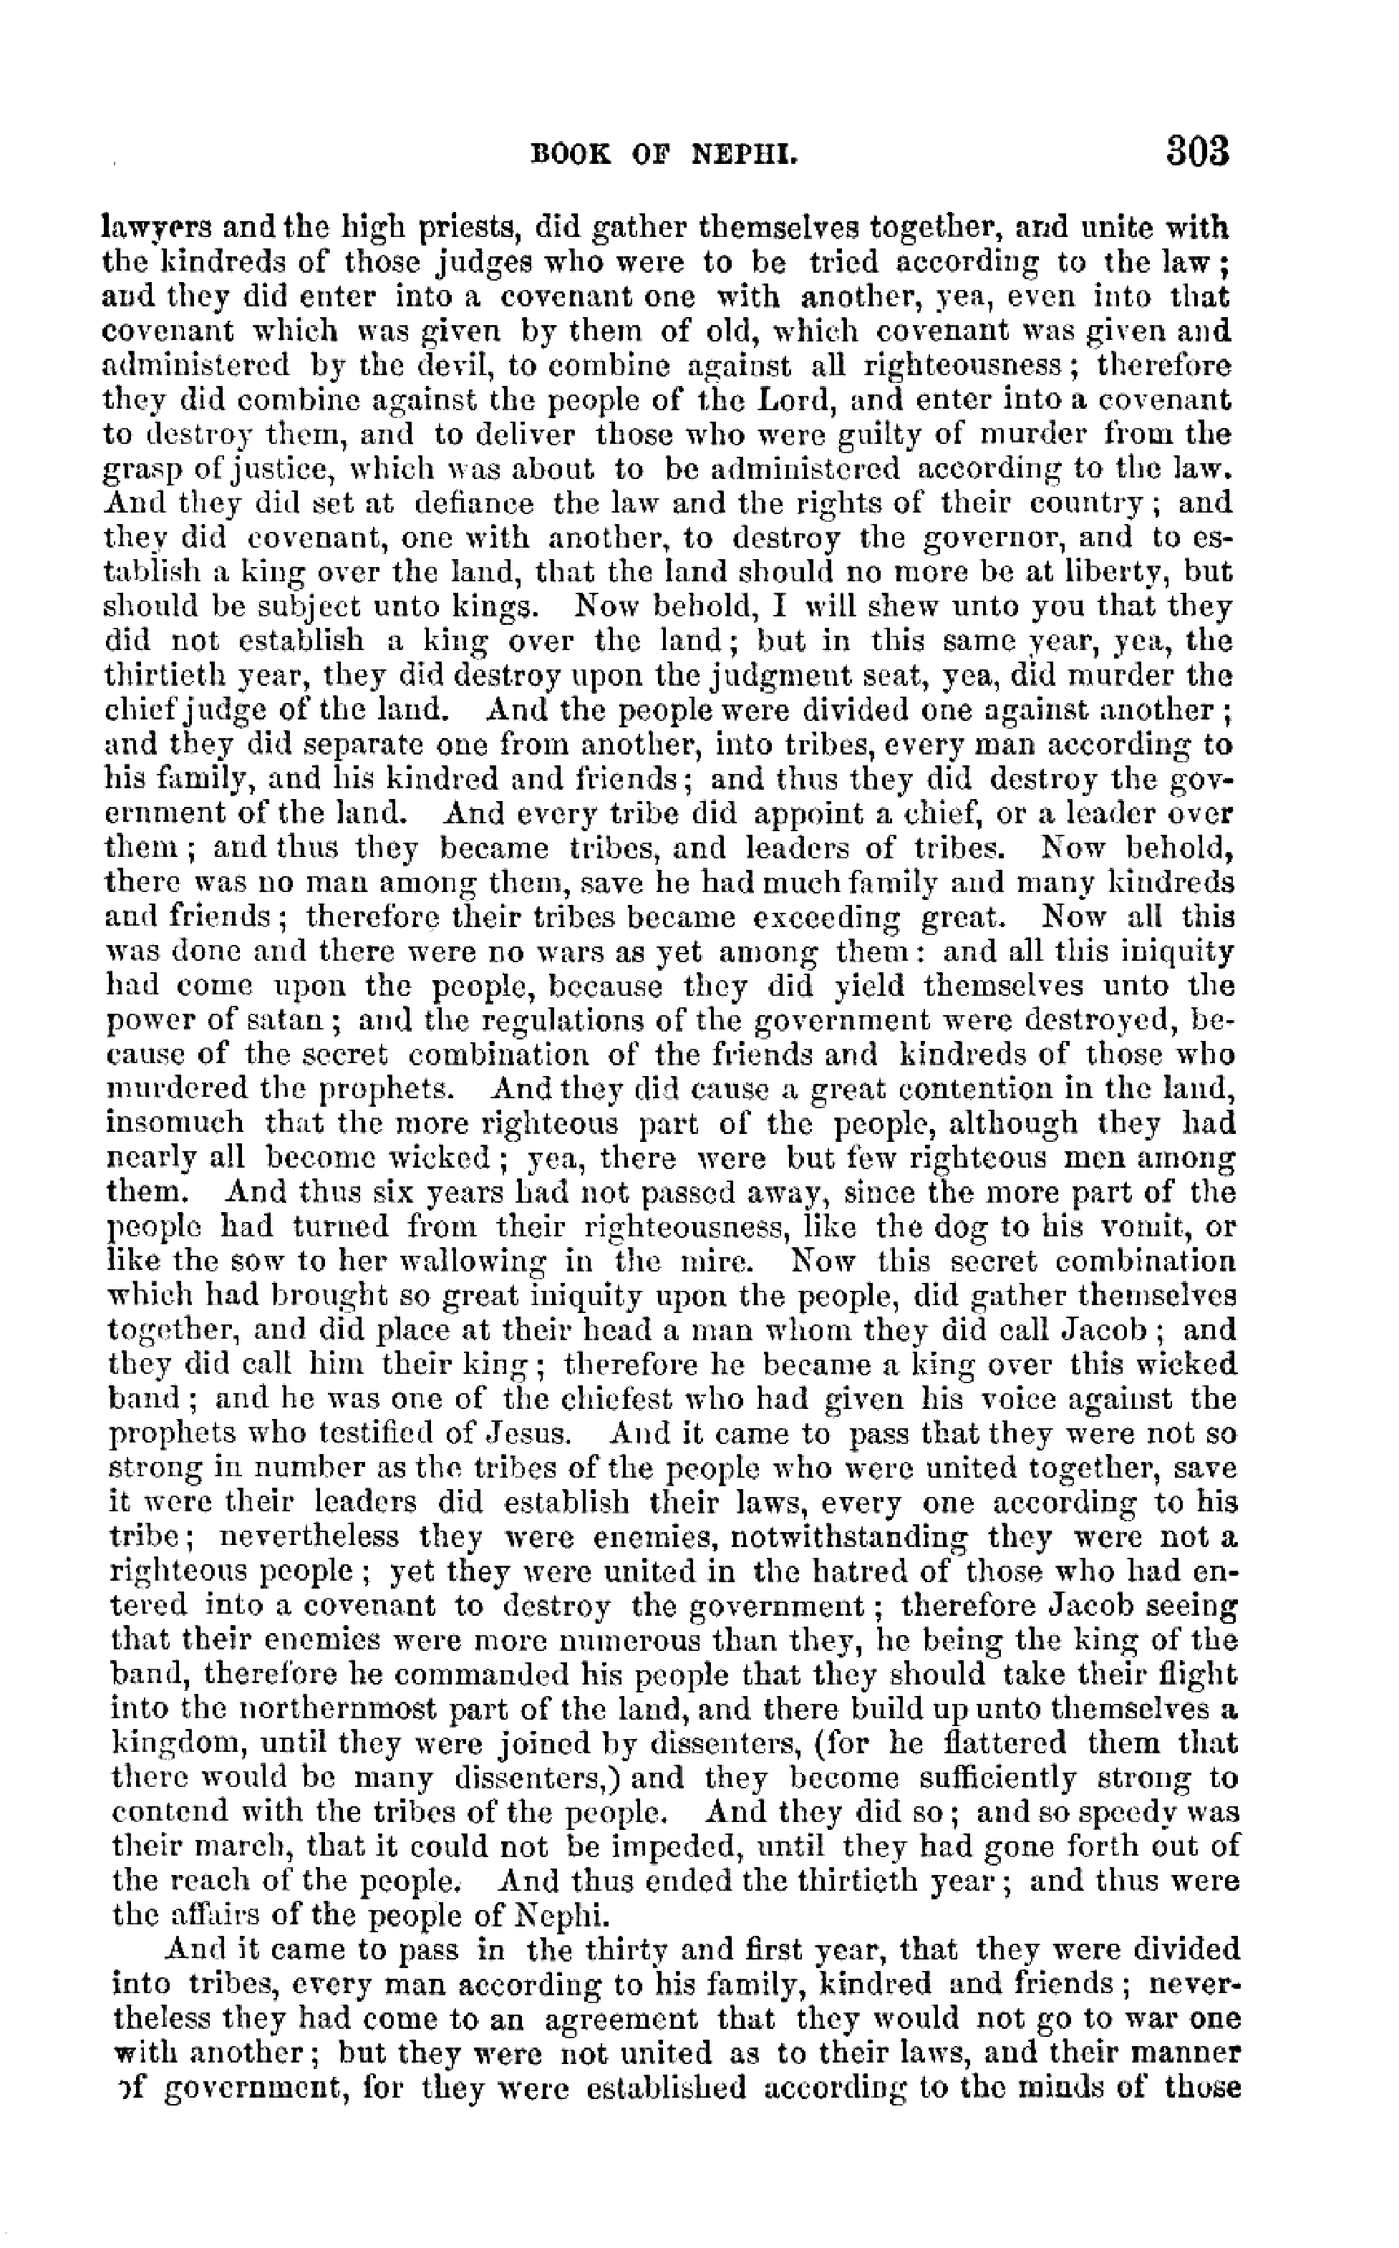 BOOK OF NEPHI. 303
lawyers and the high priests, did gather themselves together, and unite with
the kindreds of those judges who were to be tried according to the law ;
and they did enter into a covenant one with another, yea, even into that
covenant which was given by them of old, which covenant was given and
administered by the devil, to combine against all righteousness ; therefore
they did combine against the people of the Lord, and enter into a covenant
to destroy them, and to deliver those who were guilty of murder from the
grasp of justice, which was about to be administered according to the law.
And they did set at defiance the law and the rights of their country ; and
they did covenant, one with another, to destroy the governor, and to es-
tablish a king over the land, that the land should no more be at liberty, but
should be subject unto kings. Now behold, I will shew unto you that they
did not establish a king over the land ; but in this same year, yea, the
thirtieth year, they did destroy upon the judgment seat, yea, did murder the
chief judge of the land. And the people were divided one against another ;
and they did separate one from another, into tribes, every man according to
his family, and his kindred and friends ; and thus they did destroy the gov-
ernment of the land. And every tribe did appoint a chief, or a leader over
them ; and thus they became tribes, and leaders of tribes. Now behold,
there was no man among them, save he had much family and many kindreds
and friends ; therefore their tribes became exceeding great. Now all this
was done and there were no wars as yet among them : and all this iniquity
had come upon the people, because they did yield themselves unto the
power of satan ; and the regulations of the government were destroyed, be-
cause of the secret combination of the friends and kindreds of those who
murdered the prophets. And they did cause a great contention in the land,
insomuch that the more righteous part of the people, although they had
nearly all become wicked ; yea, there were but few righteous men among
them. And thus six years had not passed away, since the more part of the
people had turned from their righteousness, like the dog to his vomit, or
like the sow to her wallowing in the mire. Now this secret combination
which had brought so great iniquity upon the people, did gather themselves
together, and did place at their head a man whom they did call Jacob ; and
they did call him their king ; therefore he became a king over this wicked
band ; and he was one of the chiefest who had given his voice against the
prophets who testified of Jesus. And it came to pass that they were not so
strong in number as the tribes of the people who were united together, save
it were their leaders did establish their laws, every one according to his
tribe ; nevertheless they were enemies, notwithstanding they were not a
righteous people ; yet they were united in the hatred of those who had en-
tered into a covenant to destroy the government ; therefore Jacob seeing
that their enemies were more numerous than they, he being the king of the
band, therefore he commanded his people that they should take their flight
into the northernmost part of the land, and there build up unto themselves a
kingdom, until they were joined by dissenters, (for he flattered them that
there would be many dissenters,) and they become sufficiently strong to
contend with the tribes of the people. And they did so ; and so speedy was
their march, that it could not be impeded, until they had gone forth out of
the reach of the people. And thus ended the thirtieth year ; and thus were
the affairs of the people of Nephi.
And it came to pass in the thirty and first year, that they were divided
into tribes, every man according to his family, kindred and friends ; never-
theless they had come to an agreement that they would not go to war one
with another ; but they were not united as to their laws, and their manner
of government, for they were established according to the minds of those